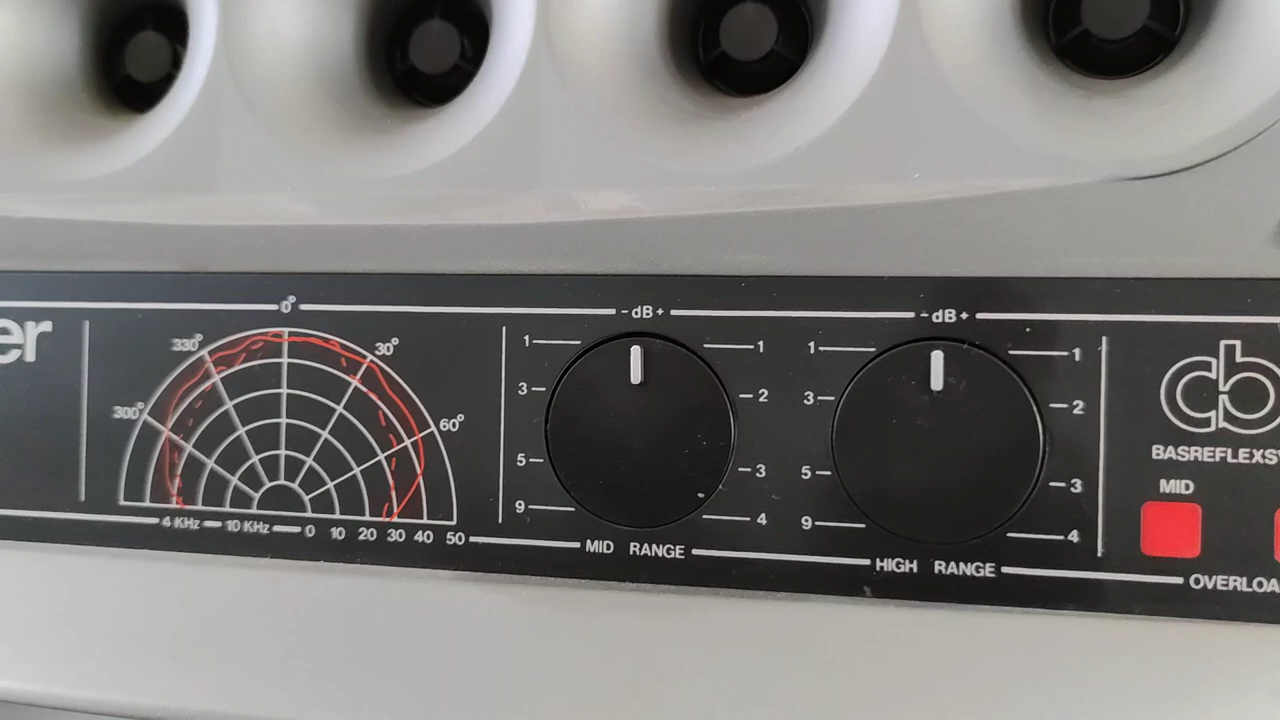 er
0°
330°
30°
300°
60°
4 KHz
10 KHz
0 10 20 30 40 50
-dB+
1
3
5
9
1
2
3
4
MID RANGE
-dB+
1
3
5
9
1
2
3
4
HIGH RANGE
cb
BASREFLEXSY
MID
OVERLOA